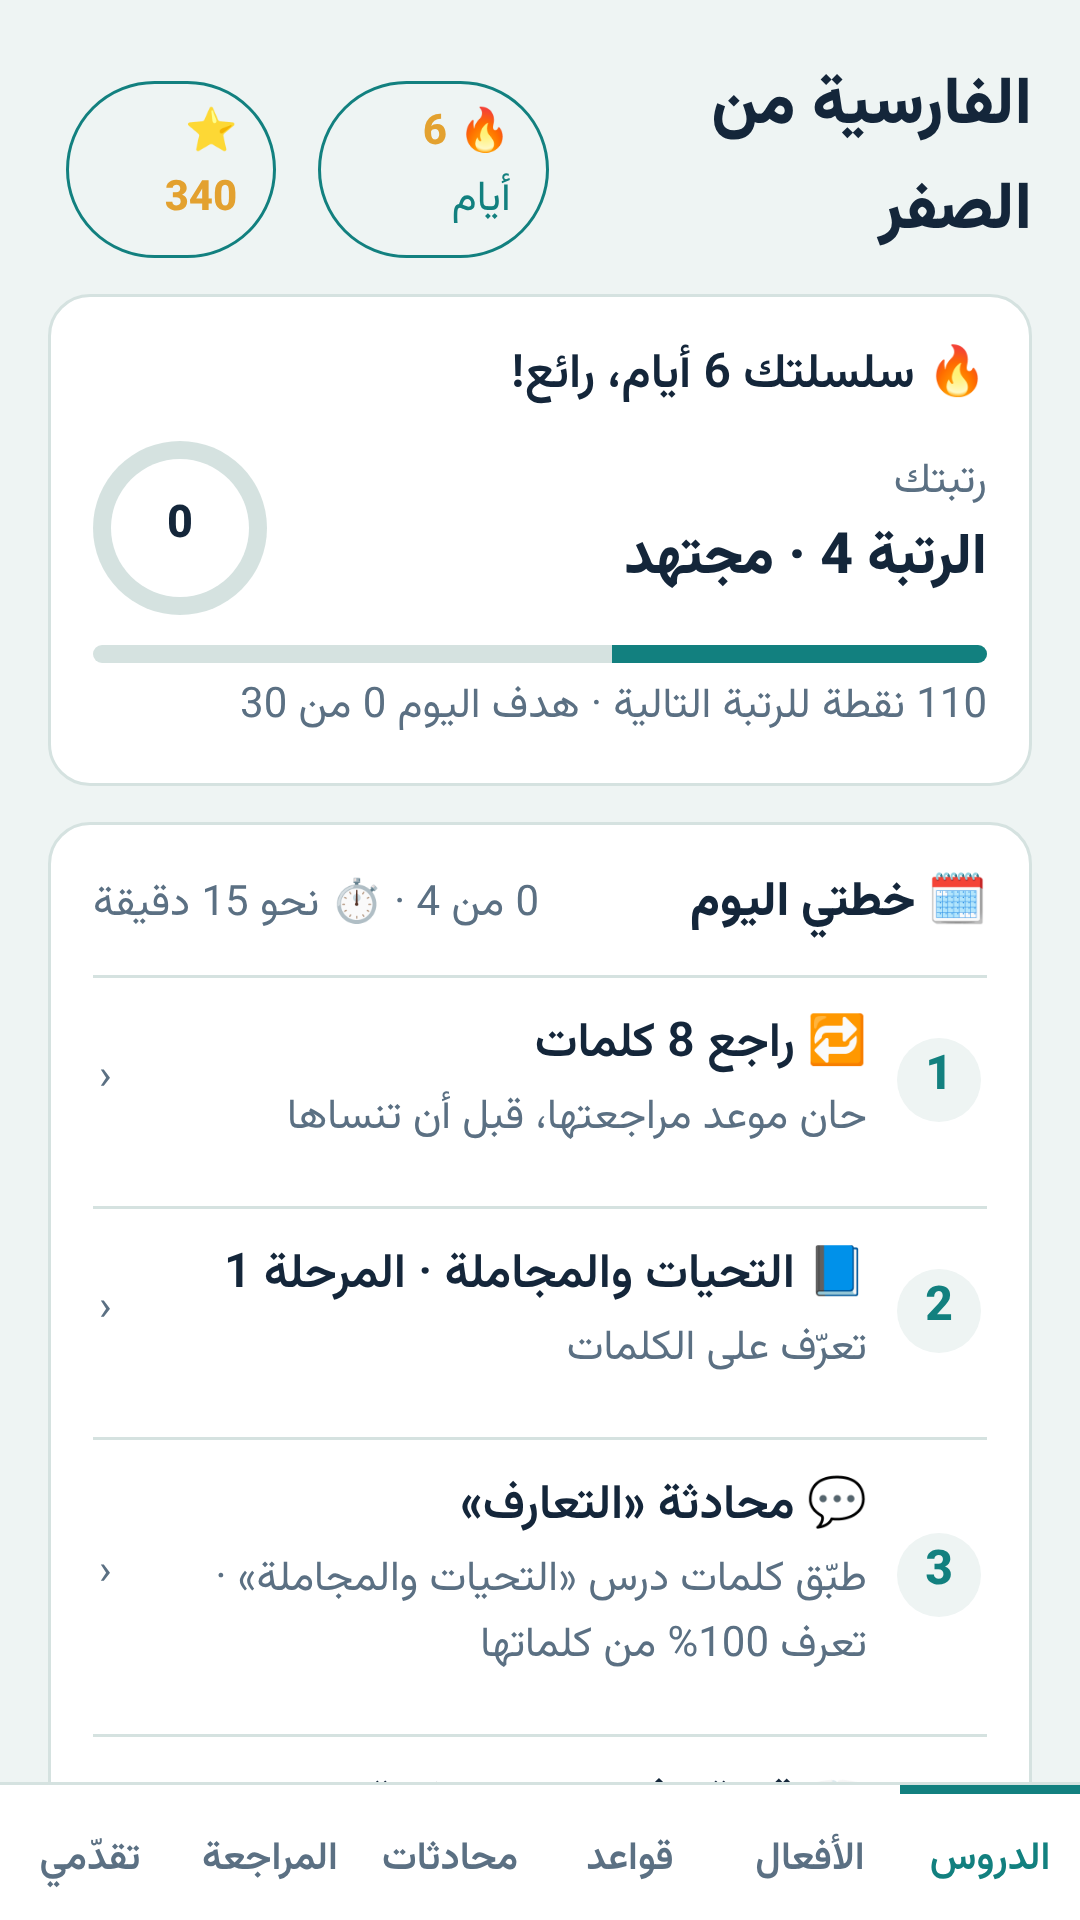 الفارسية من
الصفر
🔥 6
أيام
⭐
340
🔥 سلسلتك 6 أيام، رائع!
رتبتك
الرتبة 4 · مجتهد
0
110 نقطة للرتبة التالية · هدف اليوم 0 من 30
🗓️ خطتي اليوم
0 من 4 · ⏱️ نحو 15 دقيقة
1
🔁 راجع 8 كلمات
حان موعد مراجعتها، قبل أن تنساها
›
2
📘 التحيات والمجاملة · المرحلة 1
تعرّف على الكلمات
›
3
💬 محادثة «التعارف»
طبّق كلمات درس «التحيات والمجاملة» ·
تعرف 100% من كلماتها
›
الدروس
الأفعال
قواعد
محادثات
المراجعة
تقدّمي